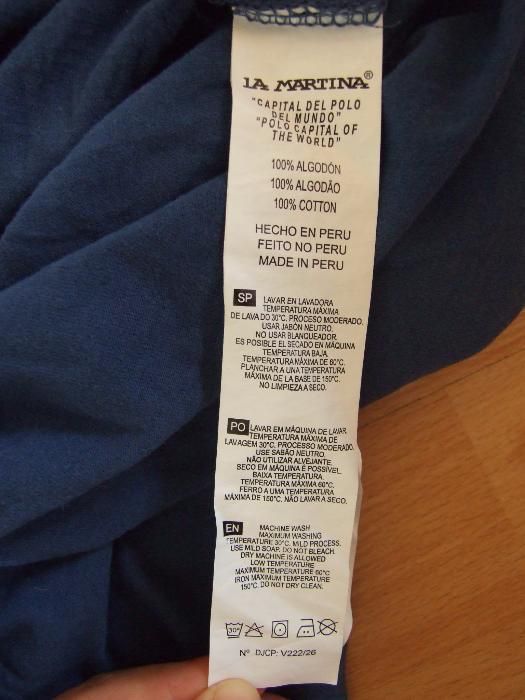 LA MARTINA®
"CAPITAL DEL POLO
DEL MUNDO"
"POLO CAPITAL OF
THE WORLD"
100% ALGODÓN
100% ALGODÃO
100% COTTON
HECHO EN PERU
FEITO NO PERU
MADE IN PERU
SP LAVAR EN LAVADORA
TEMPERATURA MÁXIMA
DE LAVADO 30°C. PROCESO MODERADO.
USAR JABÓN NEUTRO.
NO USAR BLANQUEADOR.
ES POSIBLE EL SECADO EN MÁQUINA
TEMPERATURA BAJA.
TEMPERATURA MÁXIMA DE 60°C.
PLANCHAR A UNA TEMPERATURA
MÁXIMA DE LA BASE DE 150°C.
NO LIMPIEZA A SECO.
PO LAVAR EM MÁQUINA DE LAVAR.
TEMPERATURA MÁXIMA DE
LAVAGEM 30°C. PROCESSO MODERADO.
USE SABÃO NEUTRO.
NÃO UTILIZAR ALVEJANTE.
SECO EM MÁQUINA É POSSÍVEL.
BAIXA TEMPERATURA.
TEMPERATURA MÁXIMA 60°C.
FERRO A UMA TEMPERATURA
MÁXIMA DE 150°C. NÃO LAVAR A SECO.
EN MACHINE WASH
MAXIMUM WASHING
TEMPERATURE 30°C. MILD PROCESS.
USE MILD SOAP. DO NOT BLEACH.
DRY MACHINE IS ALLOWED
LOW TEMPERATURE
MAXIMUM TEMPERATURE 60°C
IRON MAXIMUM TEMPERATURE
150°C. DO NOT DRY CLEAN.
30°
N° DJCP: V222/26